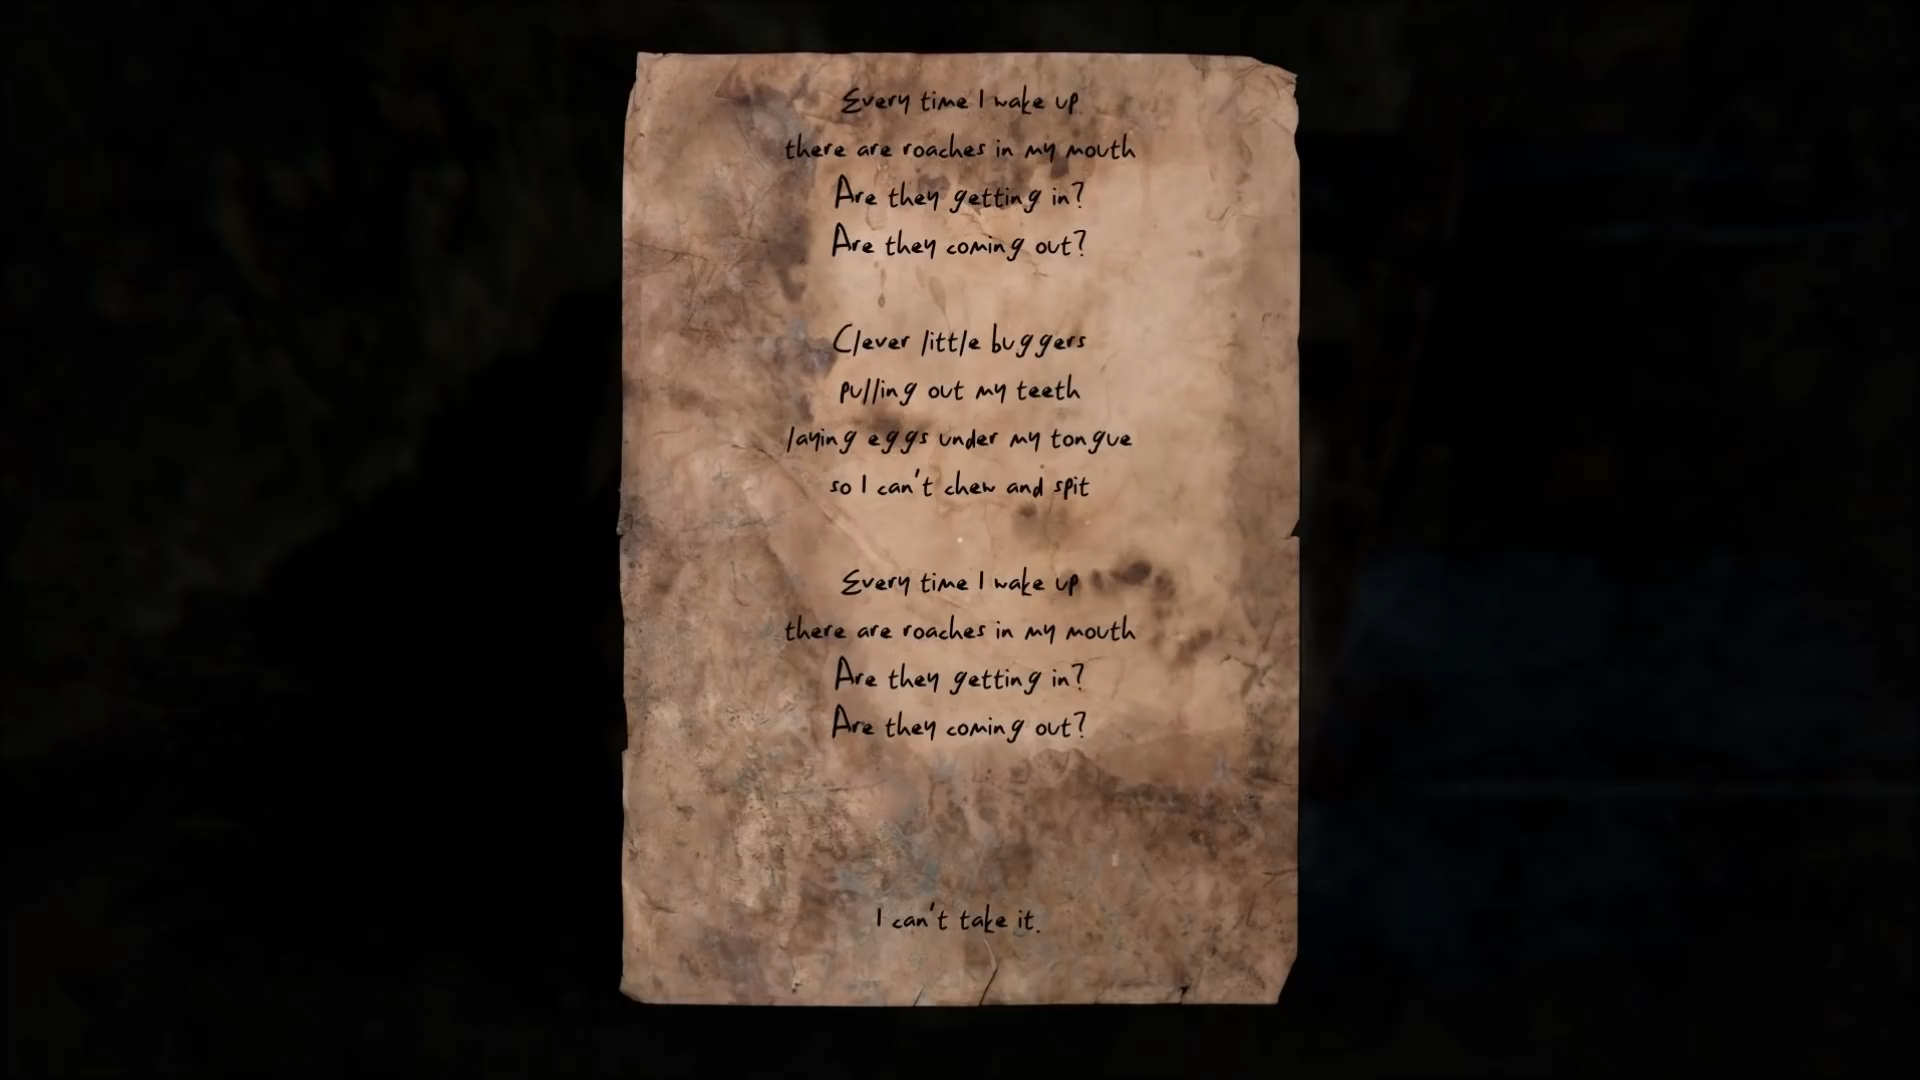 Every time I wake up
there are roaches in my mouth
Are they getting in?
Are they coming out?
Clever little buggers
pulling out my teeth
laying eggs under my tongue
so I can't chew and spit
Every time I wake up
there are roaches in my mouth
Are they getting in?
Are they coming out?
I can't take it.